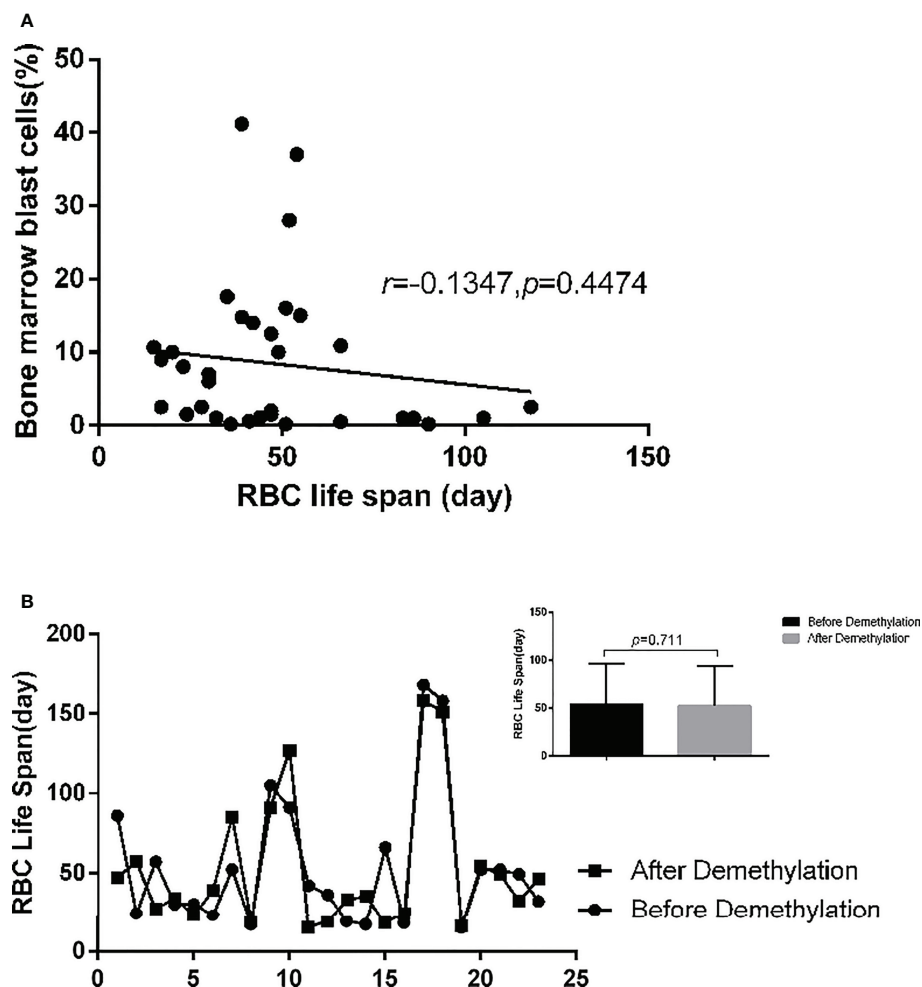 A
Bone marrow blast cells(%)
50
40
30
20
10
0
r=-0.1347,p=0.4474
0 50 100 150
RBC life span (day)
B
RBC Life Span(day)
200
150
100
50
0
0 5 10 15 20 25
RBC Life Span(day)
150
100
50
0
p=0.711
Before Demethylation
After Demethylation
After Demethylation
Before Demethylation